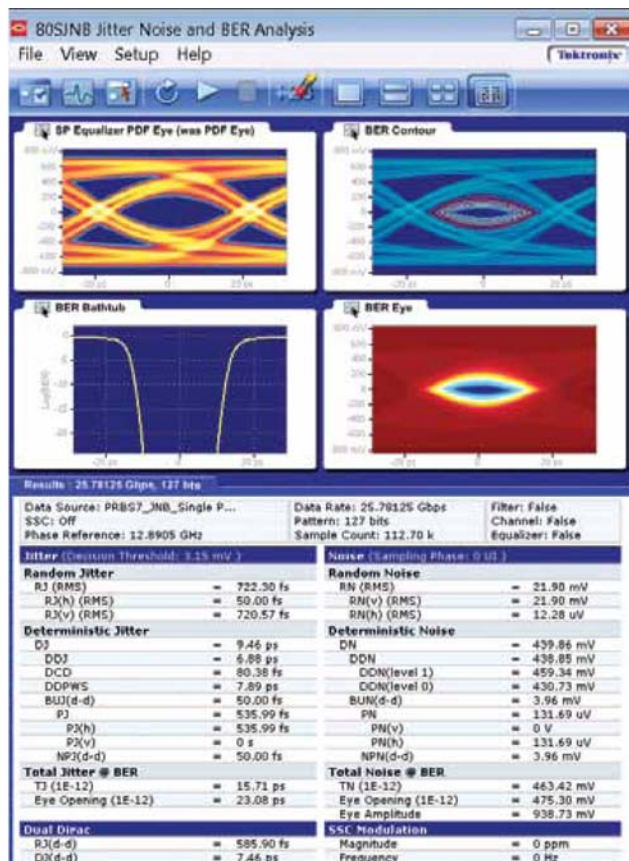 80SJNB Jitter Noise and BER Analysis
File View Setup Help
Tektronix
SP Equalizer PDF Eye (was PDF Eye)
BER Contour
BER Bathtub
BER Eye
Results : 25.78125 Gbps, 127 bits
Data Source: PRBS7_JNB_Single P... Data Rate: 25.78125 Gbps Filter: False
SSC: Off Pattern: 127 bits Channel: False
Phase Reference: 12.8905 GHz Sample Count: 112.70 k Equalizer: False
Jitter (Decision Threshold: 3.15 mV )
Random Jitter
RJ (RMS) = 722.30 fs
RJ(h) (RMS) = 50.00 fs
RJ(v) (RMS) = 720.57 fs
Deterministic Jitter
DJ = 9.46 ps
DDJ = 6.88 ps
DCD = 80.38 fs
DDPWS = 7.89 ps
BUJ(d-d) = 50.00 fs
PJ = 535.99 fs
PJ(h) = 535.99 fs
PJ(v) = 0 s
NPJ(d-d) = 50.00 fs
Total Jitter @ BER
TJ (1E-12) = 15.71 ps
Eye Opening (1E-12) = 23.08 ps
Dual Dirac
RJ(d-d) = 585.90 fs
DJ(d-d) = 7.46 ps
Noise (Sampling Phase: 0 UI )
Random Noise
RN (RMS) = 21.90 mV
RN(v) (RMS) = 21.90 mV
RN(h) (RMS) = 12.28 uV
Deterministic Noise
DN = 439.86 mV
DDN = 438.85 mV
DDN(level 1) = 459.34 mV
DDN(level 0) = 430.73 mV
BUN(d-d) = 3.96 mV
PN = 131.69 uV
PN(v) = 0 V
PN(h) = 131.69 uV
NPN(d-d) = 3.96 mV
Total Noise @ BER
TN (1E-12) = 463.42 mV
Eye Opening (1E-12) = 475.30 mV
Eye Amplitude = 938.73 mV
SSC Modulation
Magnitude = 0 ppm
Frequency = 0 Hz